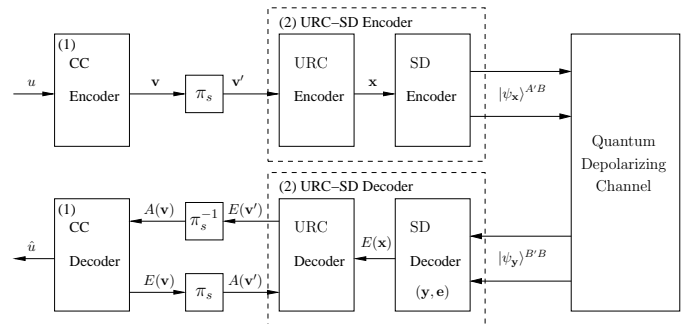 (2) URC–SD Encoder
(1)
CC
Encoder
URC
Encoder
SD
Encoder
u
v
π_s
v′
x
|ψ_x⟩^{A′B}
Quantum
Depolarizing
Channel
(2) URC–SD Decoder
(1)
CC
Decoder
URC
Decoder
SD
Decoder
(y, e)
û
A(v)
π_s^{−1}
E(v′)
E(x)
|ψ_y⟩^{B′B}
E(v)
π_s
A(v′)